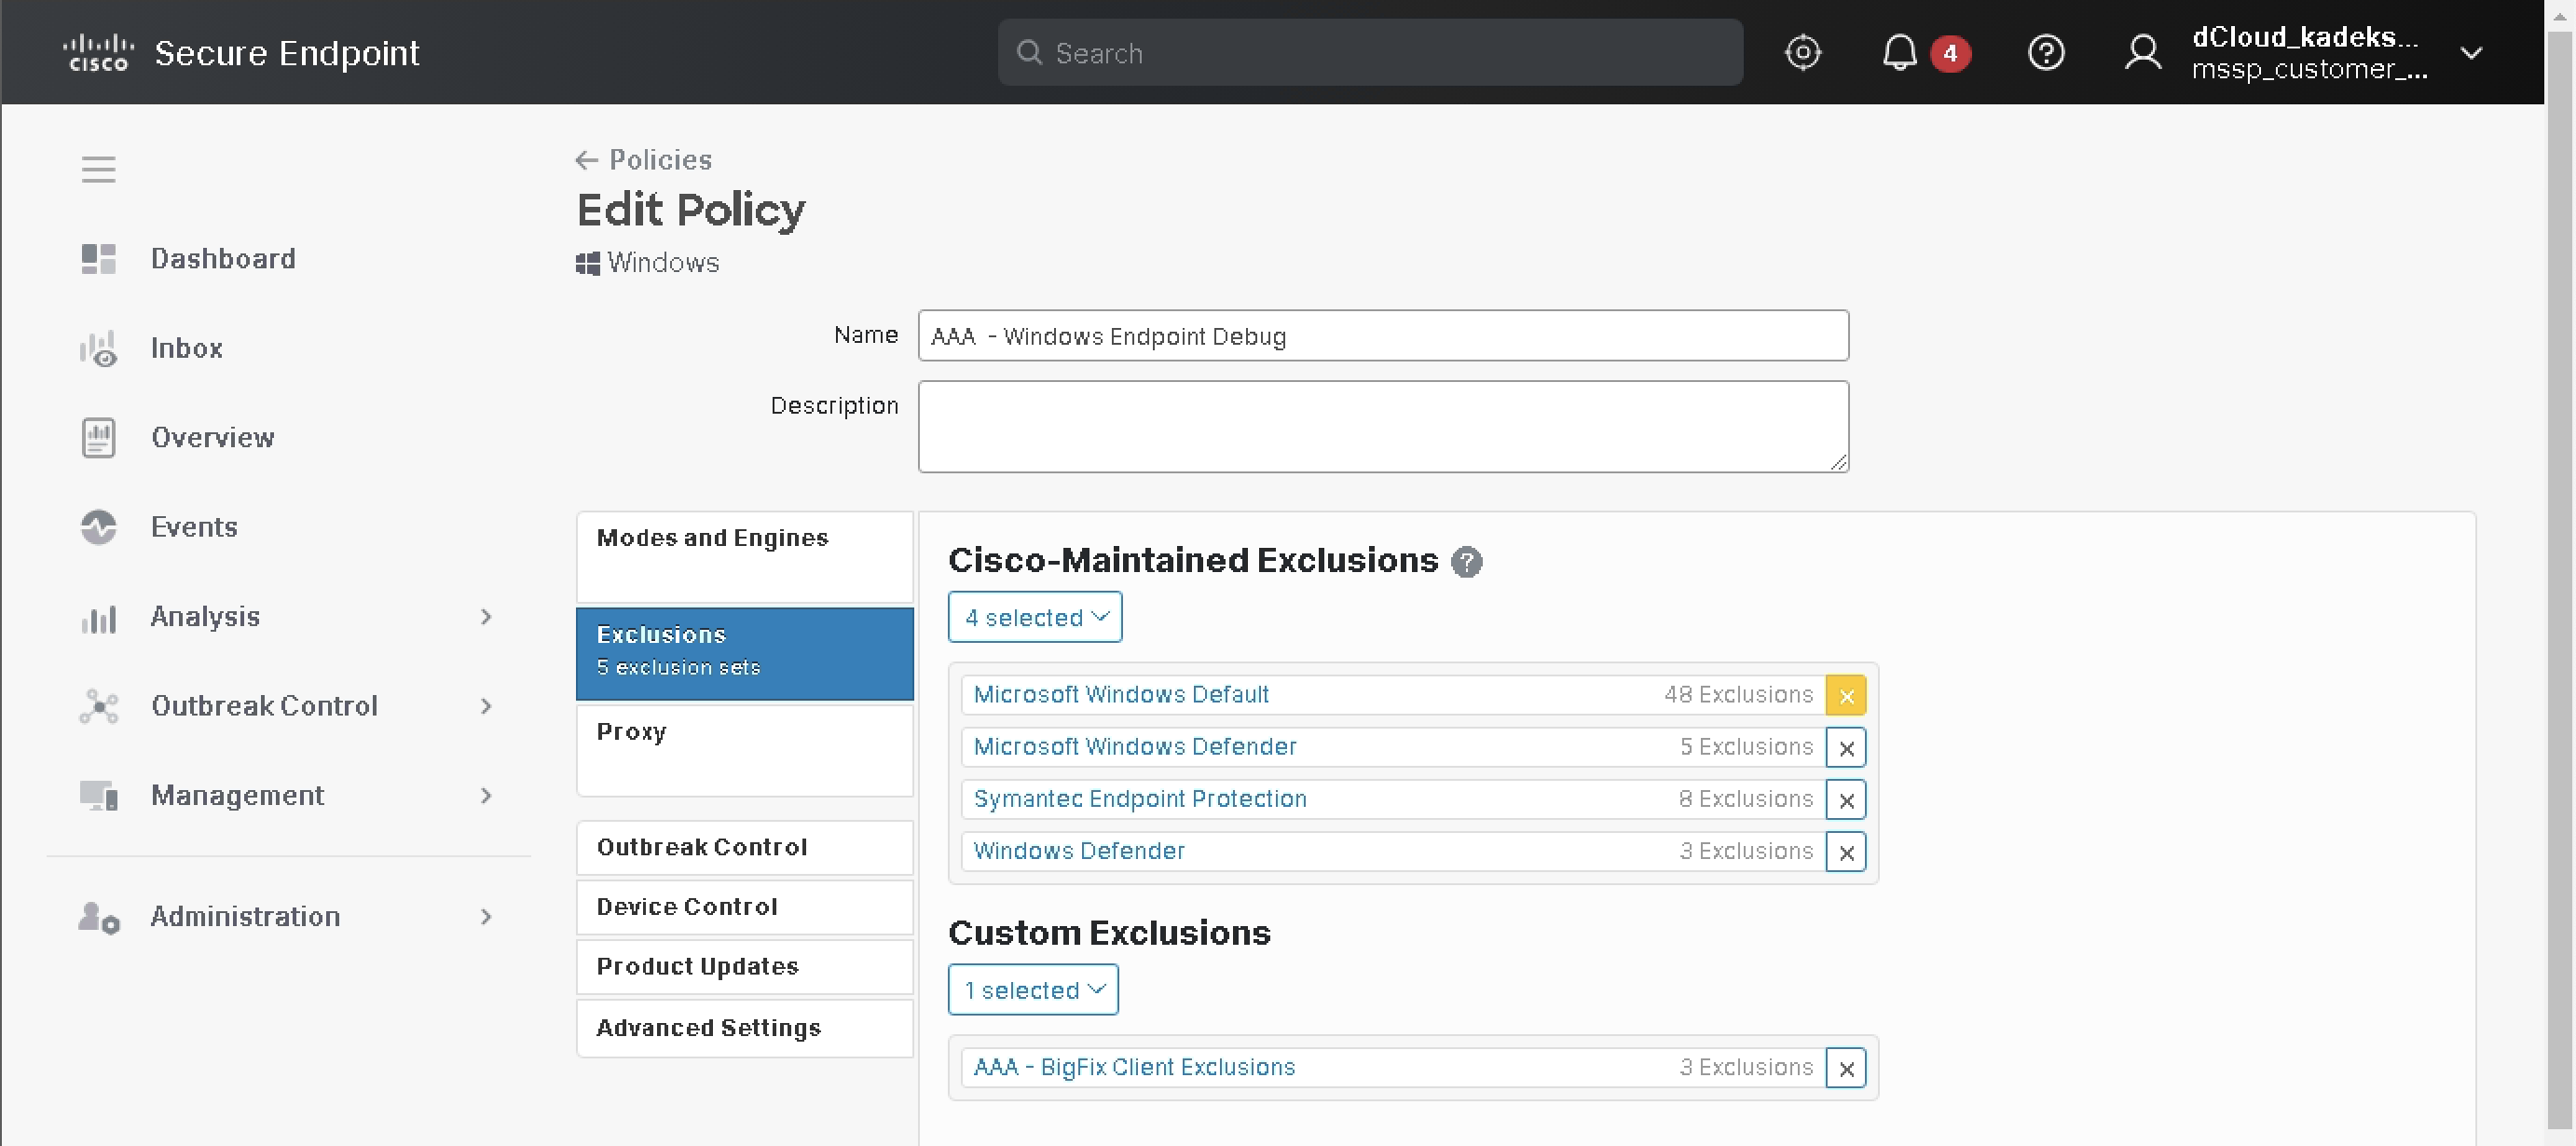 CISCO Secure Endpoint
Search
4
dCloud_kadeks...
mssp_customer_...
Dashboard
Inbox
Overview
Events
Analysis
Outbreak Control
Management
Administration
Policies
Edit Policy
Windows
Name AAA - Windows Endpoint Debug
Description
Modes and Engines
Exclusions
5 exclusion sets
Proxy
Outbreak Control
Device Control
Product Updates
Advanced Settings
Cisco-Maintained Exclusions ?
4 selected
Microsoft Windows Default 48 Exclusions
Microsoft Windows Defender 5 Exclusions
Symantec Endpoint Protection 8 Exclusions
Windows Defender 3 Exclusions
Custom Exclusions
1 selected
AAA - BigFix Client Exclusions 3 Exclusions